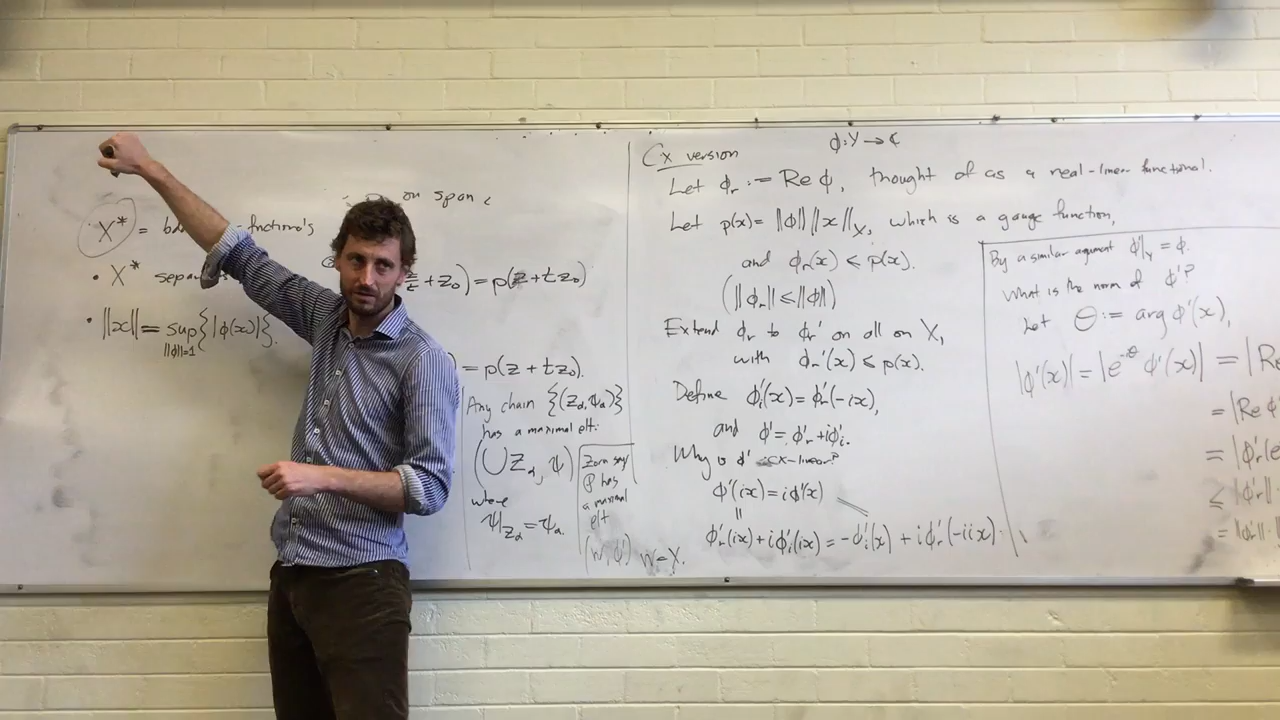 X* =
• X*
• ||x|| = sup {|ϕ(x)|}.
||ϕ||=1
on span
+ z₀) = p(z + t z₀)
= p(z + t z₀).
Any chain {(Z_α, ψ_α)}
has a maximal elt:
(∪Z_α, ψ)
where
ψ|_{Z_α} = ψ_α.
Zorn say
P has
a maximal
elt
(W, ϕ') W = X.
Cx version
ϕ: Y → ℂ
Let ϕ_r := Re ϕ, thought of as a real-linear functional.
Let p(x) = ||ϕ|| ||x||_X, which is a gauge function,
and ϕ_r(x) ≤ p(x).
(||ϕ_r|| ≤ ||ϕ||)
Extend ϕ_r to ϕ_r' on all on X,
with ϕ_r'(x) ≤ p(x).
Define ϕ_i'(x) = ϕ_r'(-ix),
and ϕ' = ϕ_r' + iϕ_i'.
Why is ϕ' cx-linear?
ϕ'(ix) = iϕ'(x)
||
ϕ_r'(ix) + iϕ_i'(ix) = -ϕ_i'(x) + iϕ_r'(-iix)
By a similar argument ϕ'|_Y = ϕ.
What is the norm of ϕ'?
Let θ := arg ϕ'(x),
|ϕ'(x)| = |e^{-iθ} ϕ'(x)| = |Re
= |Re ϕ'
= |ϕ_r'(e
≤ ||ϕ_r'||
= ||ϕ_r'||